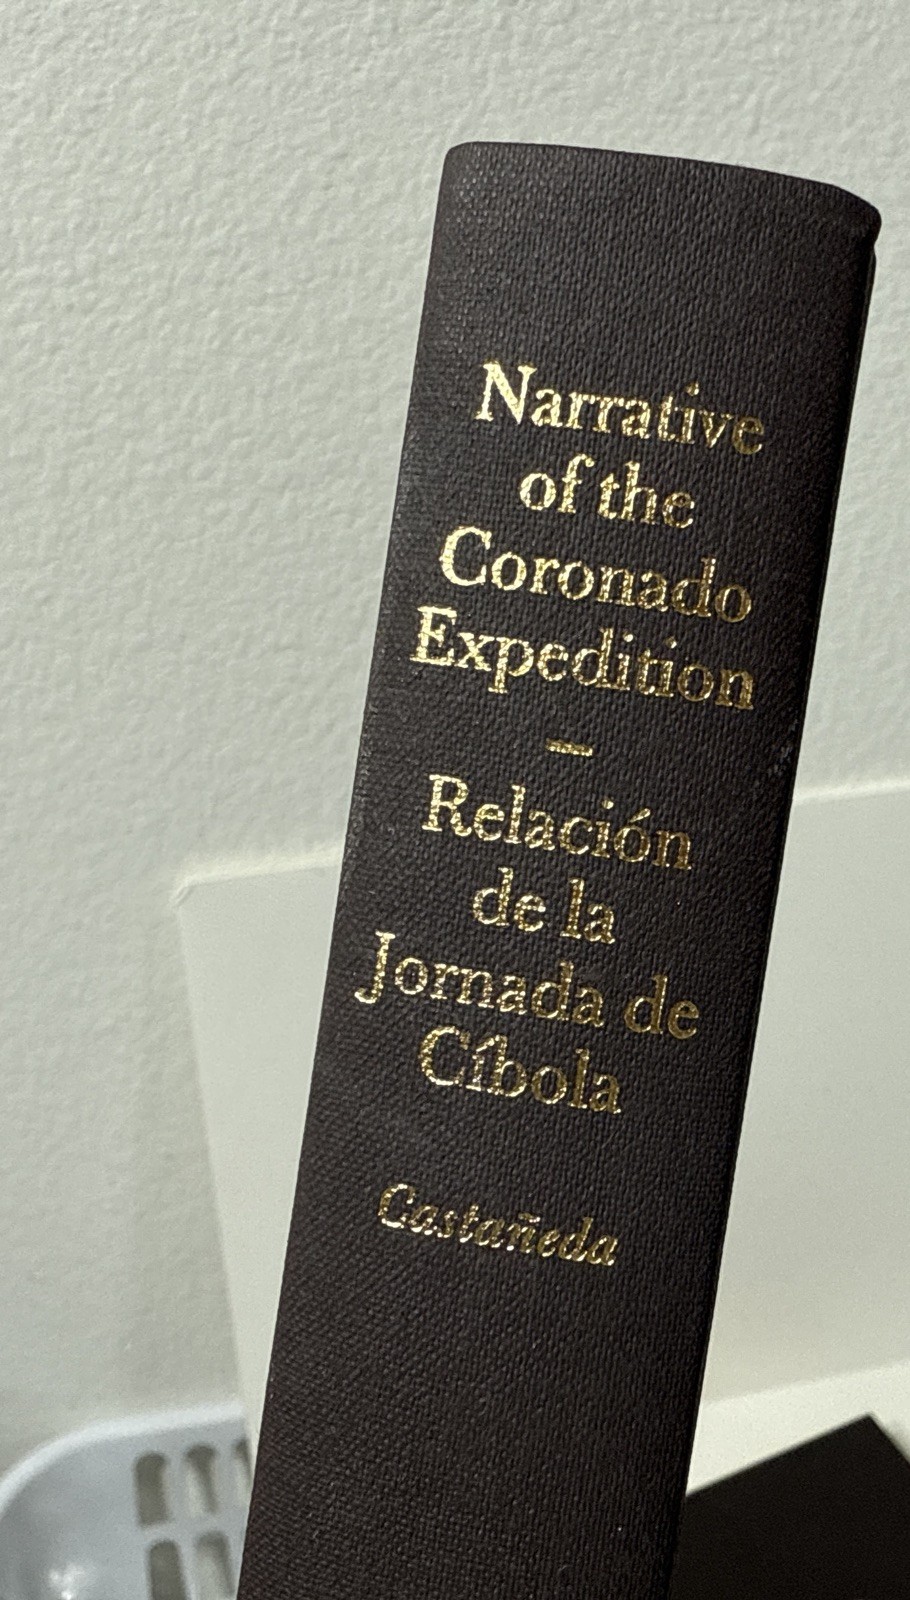 Narrative
of the
Coronado
Expedition
–
Relación
de la
Jornada de
Cíbola
Castañeda